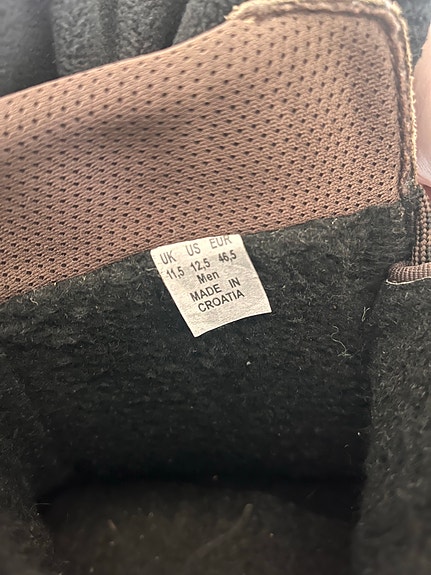 UK US EUR
11,5 12,5 46,5
Men
MADE IN
CROATIA